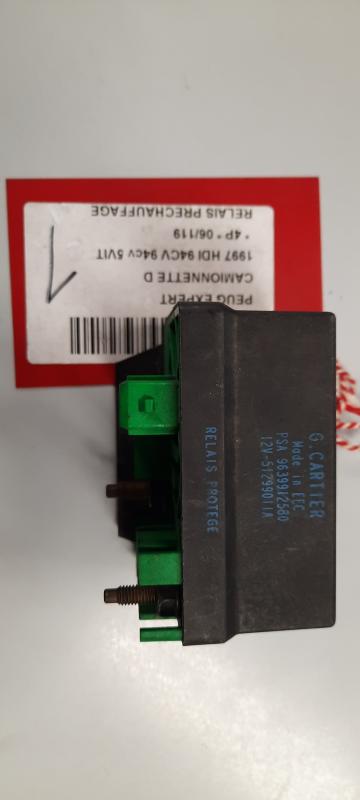 RELAIS PRECHAUFFAGE
* 4P * 06/119
1997 HDI 94CV 94cv 5VIT
CAMIONNETTE D
PEUG EXPERT
1
G.CARTIER
Made in EEC
PSA 9639912580
12V-51299011A
RELAIS PROTEGE